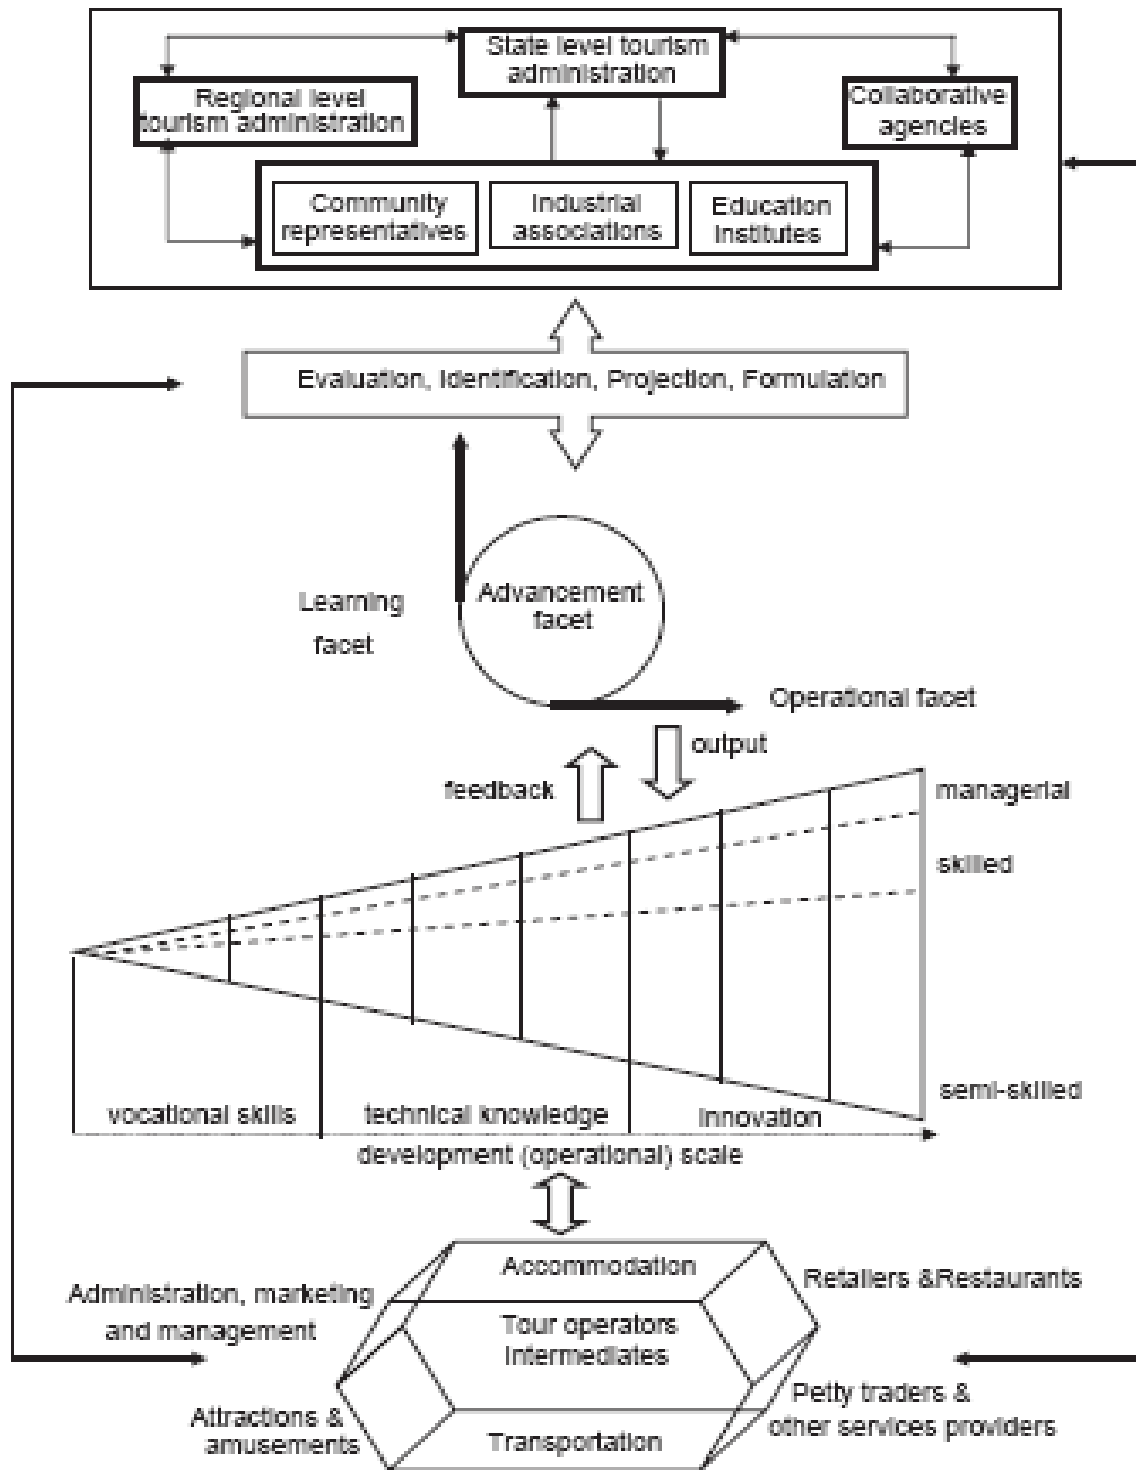 State level tourism
administration
Regional level
tourism administration
Collaborative
agencies
Community
representatives
Industrial
associations
Education
institutes
Evaluation, Identification, Projection, Formulation
Advancement
facet
Learning
facet
Operational facet
output
feedback
managerial
skilled
semi-skilled
vocational skills
technical knowledge
innovation
development (operational) scale
Accommodation
Retailers &Restaurants
Administration, marketing
and management
Tour operators
Intermediates
Petty traders &
other services providers
Attractions &
amusements
Transportation